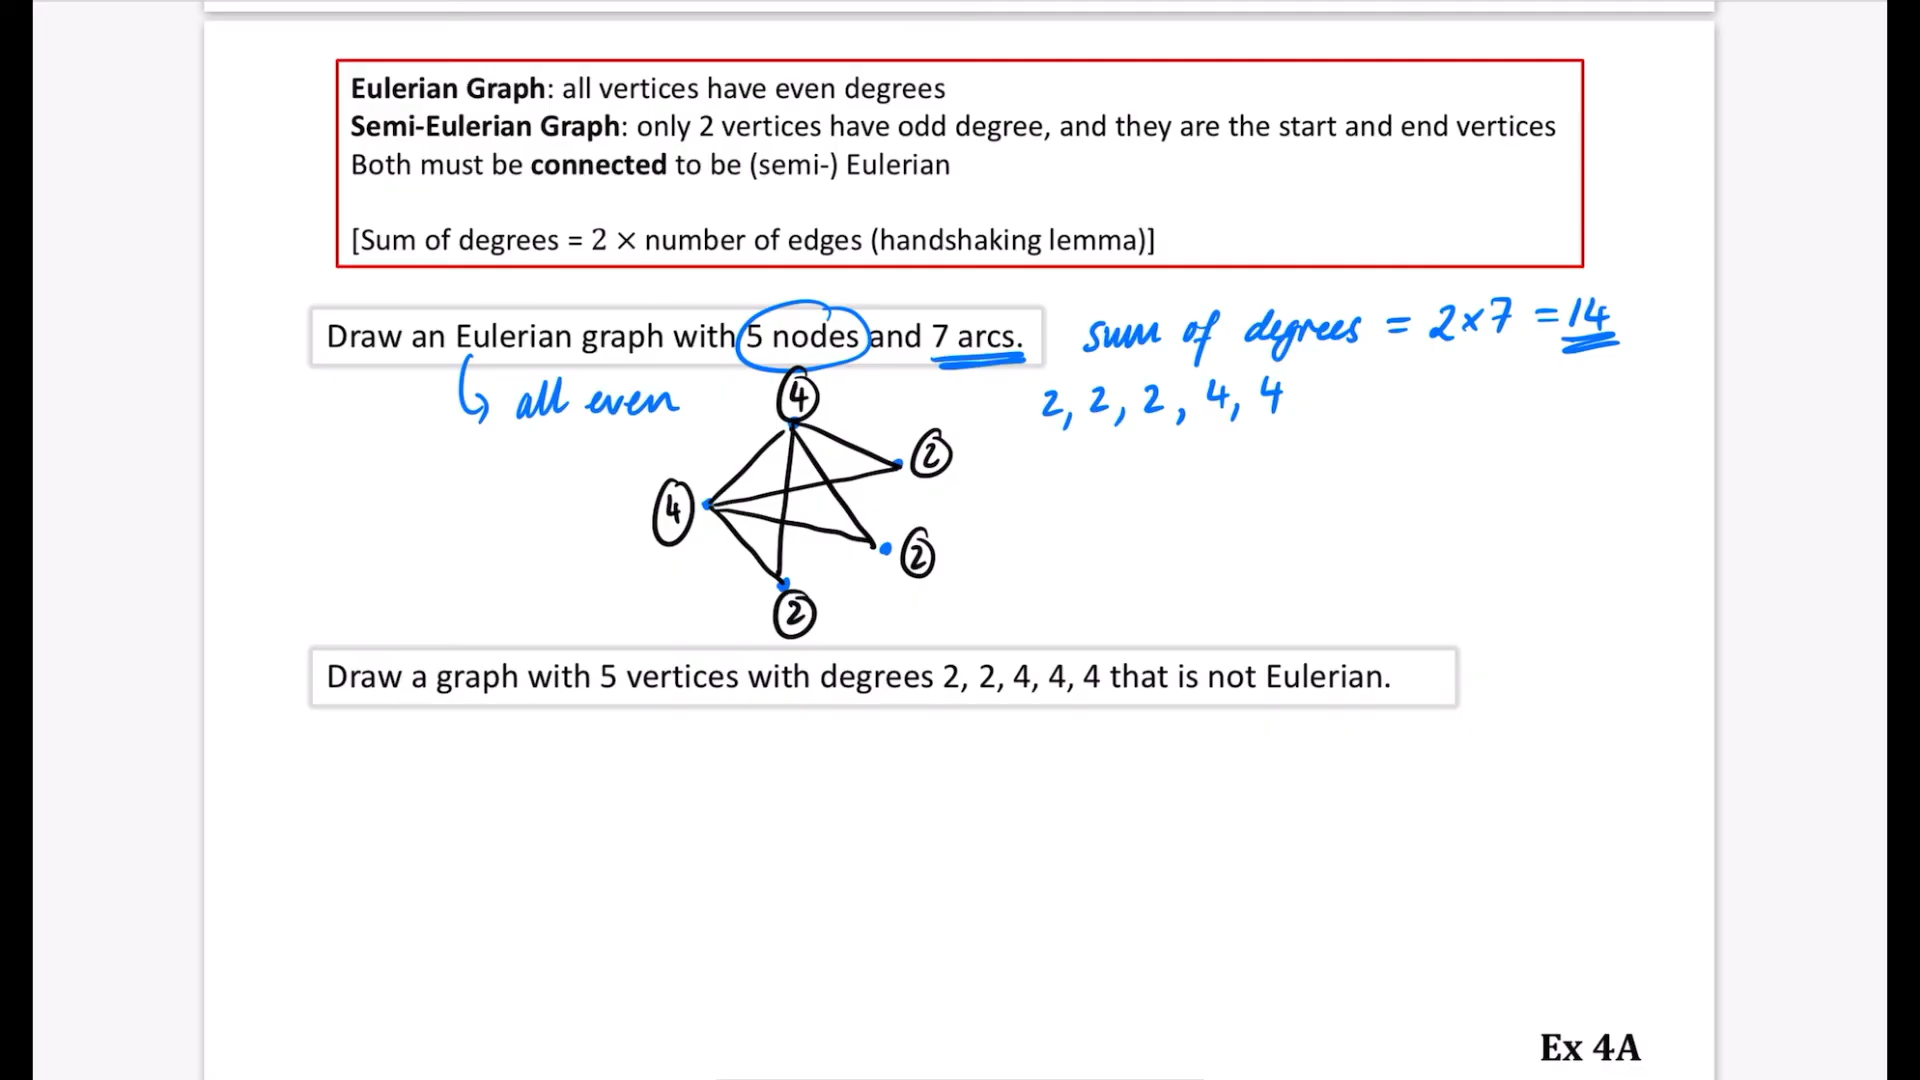 Eulerian Graph: all vertices have even degrees
Semi-Eulerian Graph: only 2 vertices have odd degree, and they are the start and end vertices
Both must be connected to be (semi-) Eulerian
[Sum of degrees = 2 × number of edges (handshaking lemma)]
Draw an Eulerian graph with 5 nodes and 7 arcs.
sum of degrees = 2×7 = 14
all even
2, 2, 2, 4, 4
4
2
4
2
2
Draw a graph with 5 vertices with degrees 2, 2, 4, 4, 4 that is not Eulerian.
Ex 4A